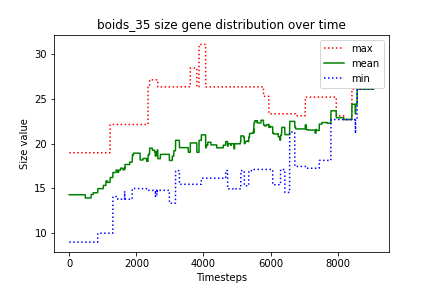 boids_35 size gene distribution over time
Size value
30
25
20
15
10
max
mean
min
0
2000
4000
6000
8000
Timesteps